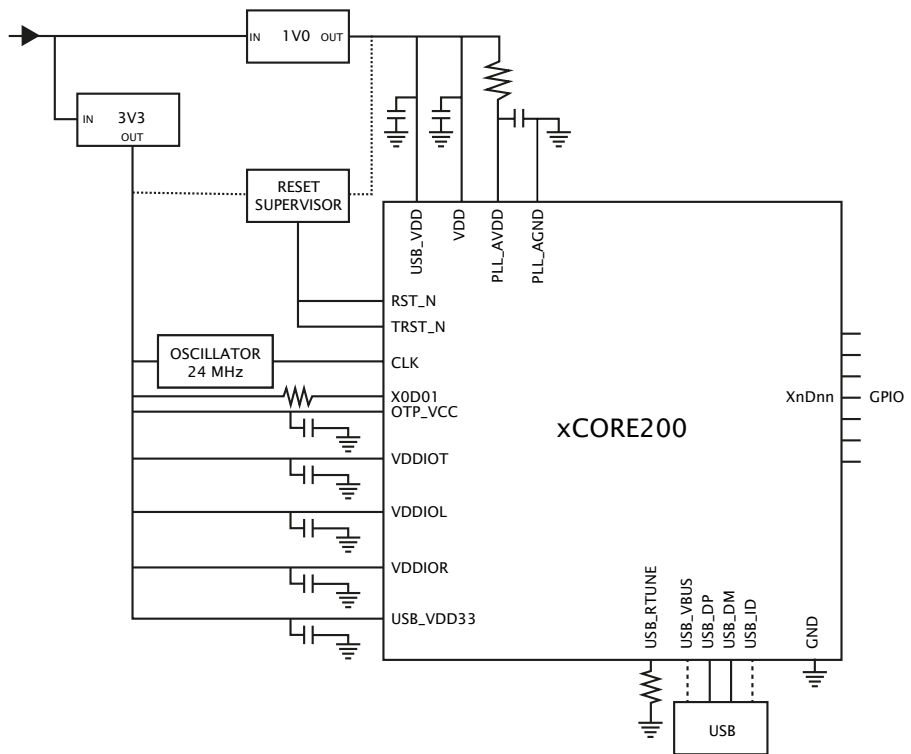 IN 1V0 OUT
IN 3V3
OUT
RESET
SUPERVISOR
USB_VDD
VDD
PLL_AVDD
PLL_AGND
RST_N
TRST_N
OSCILLATOR
24 MHz
CLK
X0D01
OTP_VCC
XnDnn GPIO
xCORE200
VDDIOT
VDDIOL
VDDIOR
USB_VDD33
USB_RTUNE
USB_VBUS
USB_DP
USB_DM
USB_ID
GND
USB